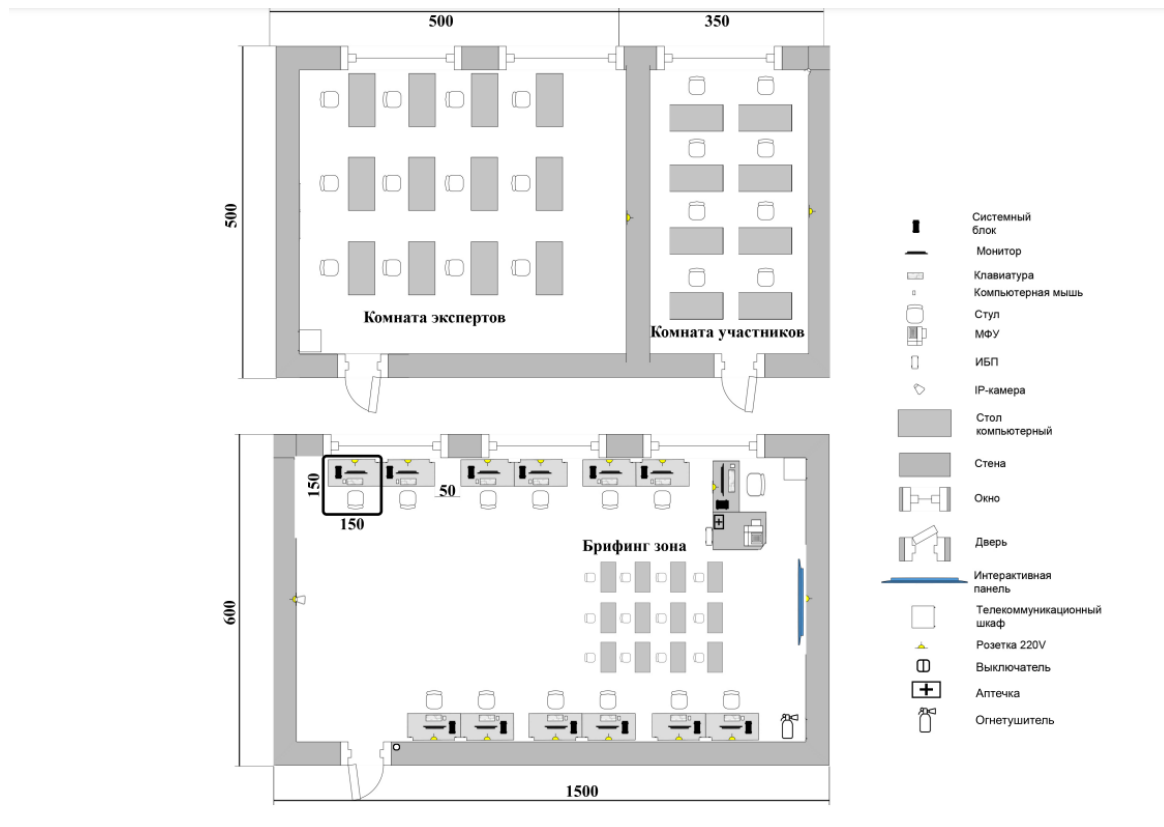 500
350
500
Комната экспертов
Комната участников
Системный
блок
Монитор
Клавиатура
Компьютерная мышь
Стул
МФУ
ИБП
IP-камера
Стол
компьютерный
Стена
Окно
Дверь
Интерактивная
панель
Телекоммуникационный
шкаф
Розетка 220V
Выключатель
Аптечка
Огнетушитель
150
50
150
Брифинг зона
600
1500